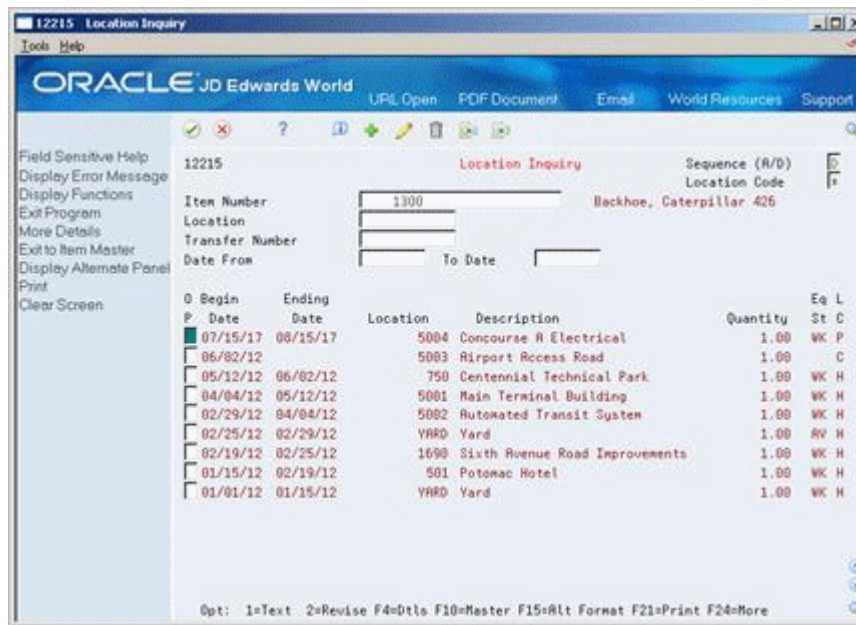 12215 Location Inquiry
Tools Help
ORACLE JD Edwards World
URL Open PDF Document Email World Resources Support
Field Sensitive Help
Display Error Message
Display Functions
Exit Program
More Details
Exit to Item Master
Display Alternate Panel
Print
Clear Screen
12215 Location Inquiry Sequence (A/D) D
Location Code *
Item Number 1300 Backhoe, Caterpillar 426
Location
Transfer Number
Date From To Date
O Begin Ending Eq L
P Date Date Location Description Quantity St C
07/15/17 08/15/17 5004 Concourse A Electrical 1.00 WK P
06/02/12 5003 Airport Access Road 1.00 C
05/12/12 06/02/12 750 Centennial Technical Park 1.00 WK H
04/04/12 05/12/12 5001 Main Terminal Building 1.00 WK H
02/29/12 04/04/12 5002 Automated Transit System 1.00 WK H
02/25/12 02/29/12 YARD Yard 1.00 AV H
02/19/12 02/25/12 1690 Sixth Avenue Road Improvements 1.00 WK H
01/15/12 02/19/12 501 Potomac Hotel 1.00 WK H
01/01/12 01/15/12 YARD Yard 1.00 WK H
Opt: 1=Text 2=Revise F4=Dtls F10=Master F15=Alt Format F21=Print F24=More